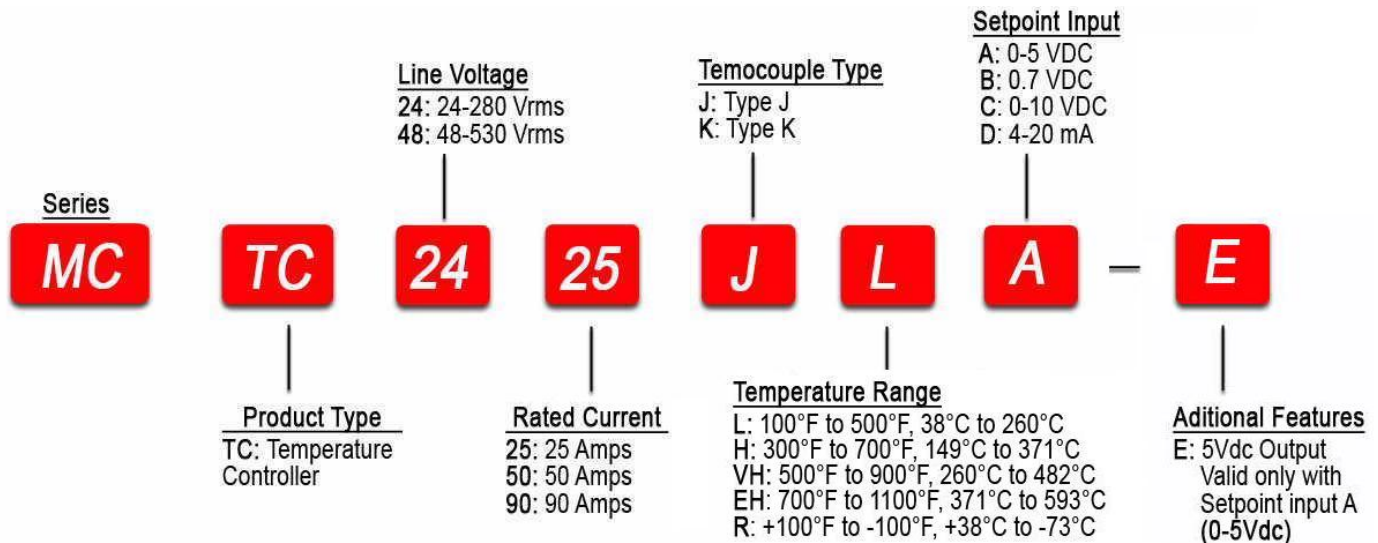 Setpoint Input
A: 0-5 VDC
B: 0.7 VDC
C: 0-10 VDC
D: 4-20 mA
Line Voltage
24: 24-280 Vrms
48: 48-530 Vrms
Temocouple Type
J: Type J
K: Type K
Series
MC TC 24 25 J L A – E
Product Type
TC: Temperature
Controller
Rated Current
25: 25 Amps
50: 50 Amps
90: 90 Amps
Temperature Range
L: 100°F to 500°F, 38°C to 260°C
H: 300°F to 700°F, 149°C to 371°C
VH: 500°F to 900°F, 260°C to 482°C
EH: 700°F to 1100°F, 371°C to 593°C
R: +100°F to -100°F, +38°C to -73°C
Aditional Features
E: 5Vdc Output
Valid only with
Setpoint input A
(0-5Vdc)